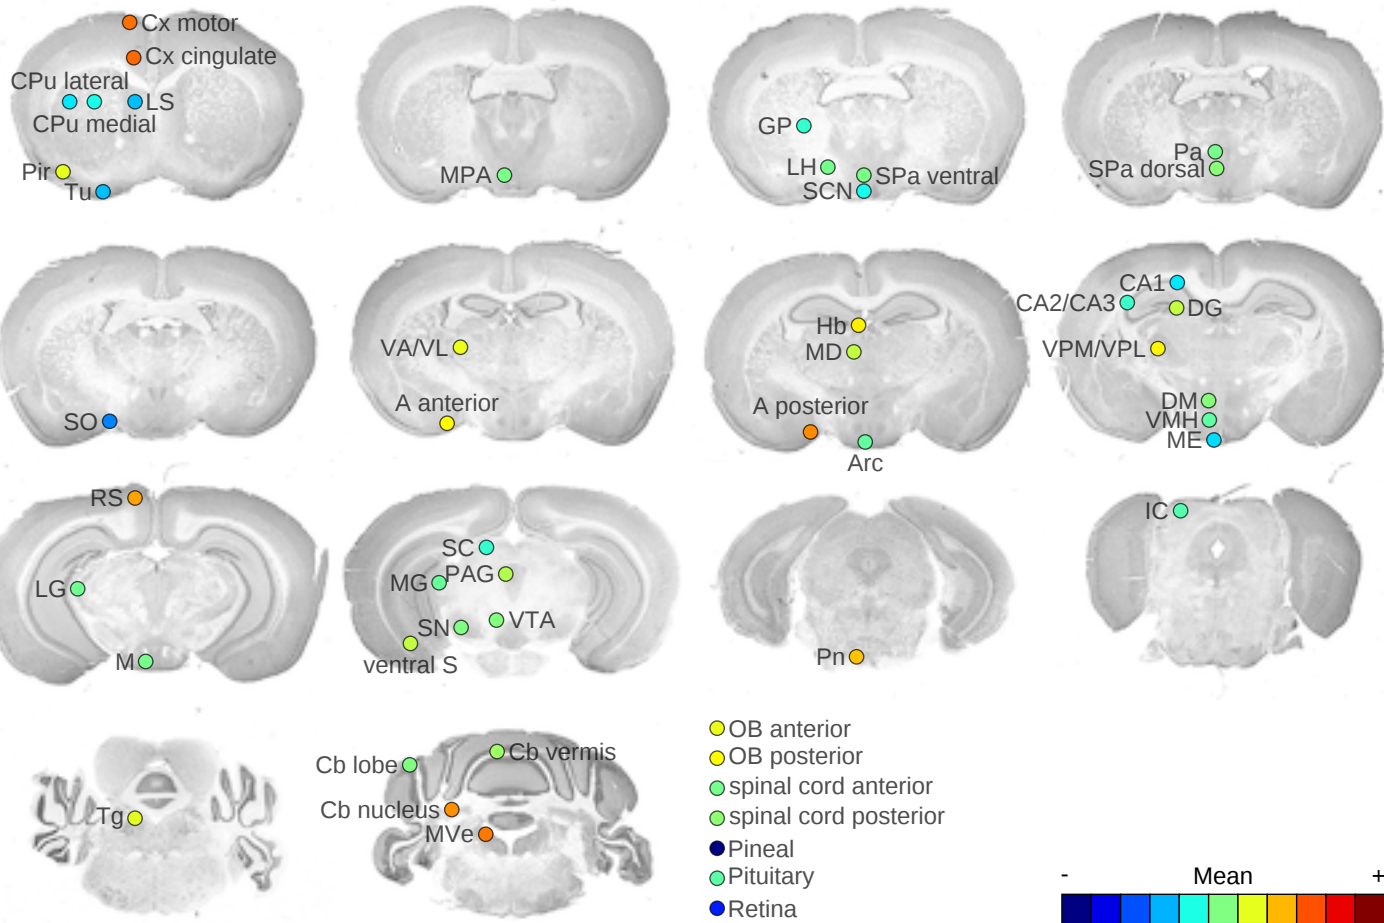 Cx motor
Cx cingulate
CPu lateral
LS
CPu medial
Pir
Tu
MPA
GP
LH
SPa ventral
SCN
Pa
SPa dorsal
SO
VA/VL
A anterior
Hb
MD
A posterior
Arc
CA1
CA2/CA3
DG
VPM/VPL
DM
VMH
ME
RS
LG
M
SC
MG
PAG
SN
VTA
ventral S
Pn
IC
Tg
Cb lobe
Cb vermis
Cb nucleus
MVe
OB anterior
OB posterior
spinal cord anterior
spinal cord posterior
Pineal
Pituitary
Retina
- Mean +